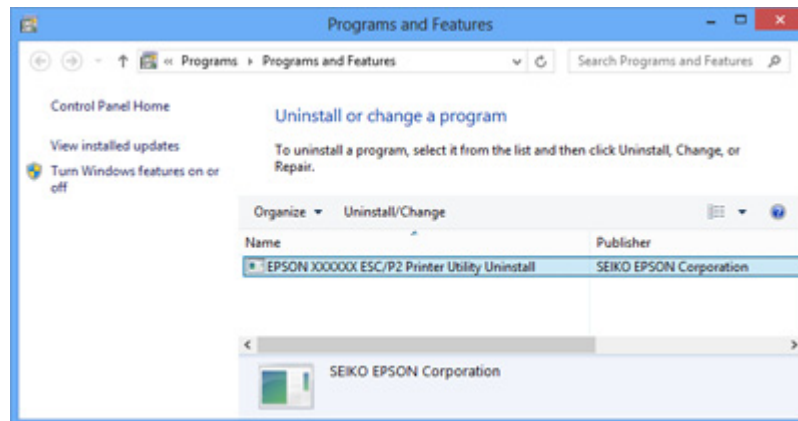 Programs and Features
« Programs › Programs and Features
Search Programs and Features
Control Panel Home
View installed updates
Turn Windows features on or
off
Uninstall or change a program
To uninstall a program, select it from the list and then click Uninstall, Change, or
Repair.
Organize Uninstall/Change
Name Publisher
EPSON XXXXXX ESC/P2 Printer Utility Uninstall SEIKO EPSON Corporation
SEIKO EPSON Corporation